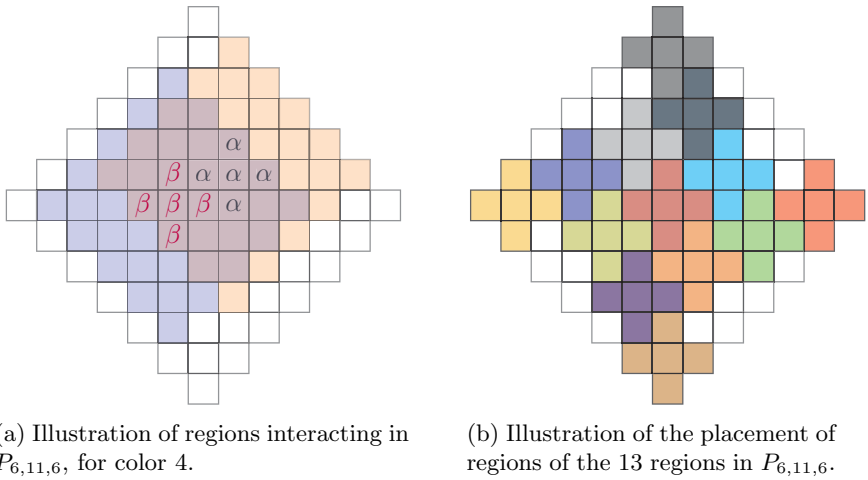 α
β α α α
β β β α
β
(a) Illustration of regions interacting in
P₆,₁₁,₆, for color 4.
(b) Illustration of the placement of
regions of the 13 regions in P₆,₁₁,₆.